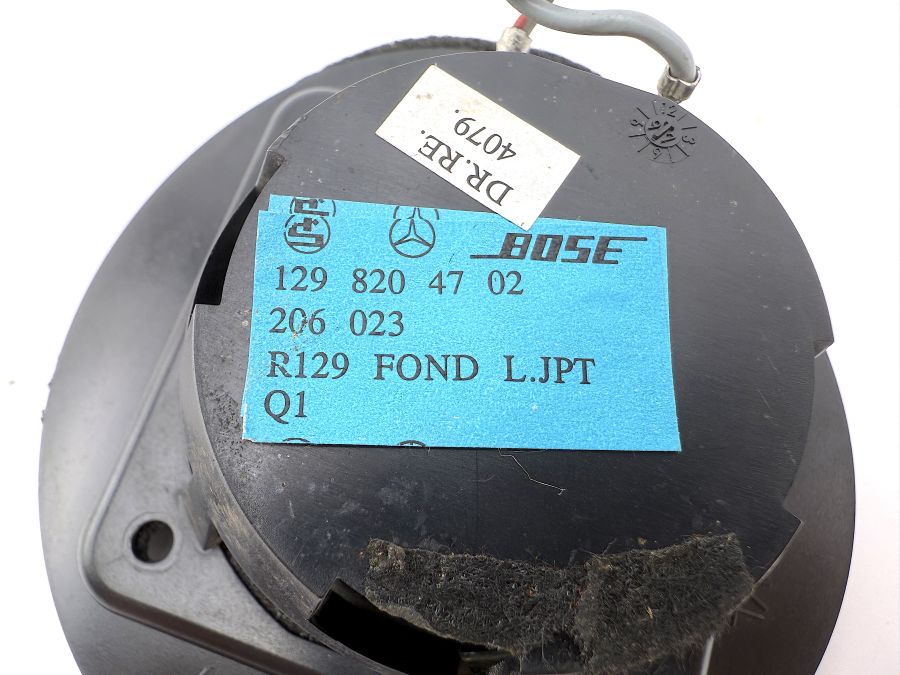 DR.RE.
4079.
BOSE
129 820 47 02
206 023
R129 FOND L.JPT
Q1